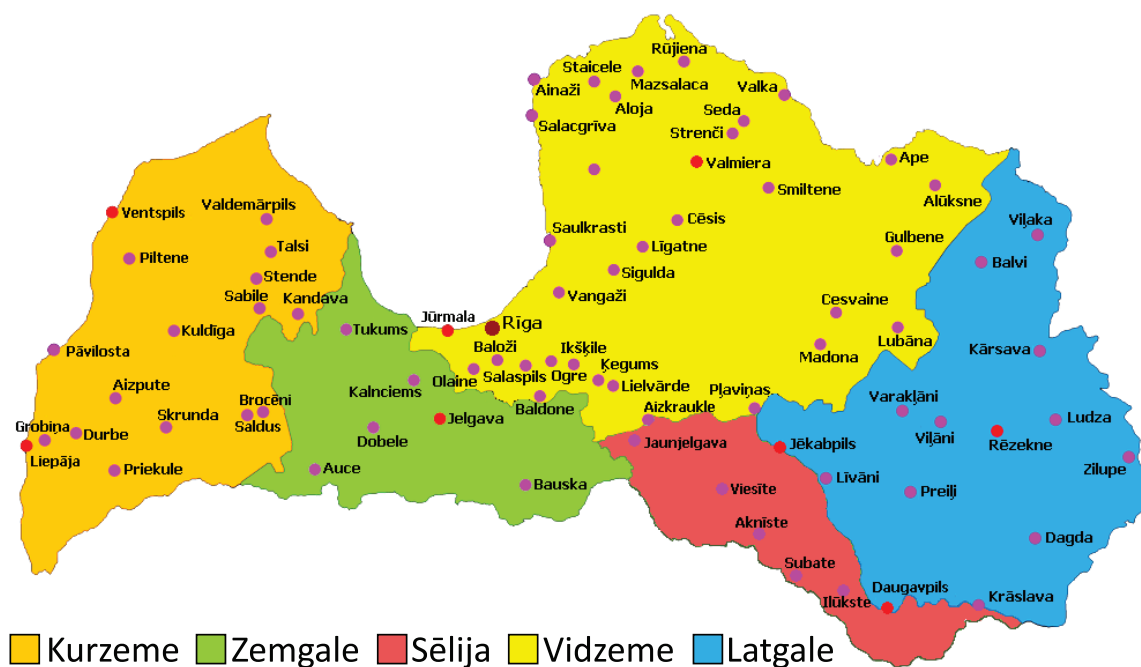 Rūjiena
Staicele
Mazsalaca
Ainaži
Valka
Aloja
Seda
Salacgrīva
Strenči
Valmiera
Ape
Smiltene
Alūksne
Ventspils
Valdemārpils
Cēsis
Viļaka
Saulkrasti
Talsi
Līgatne
Gulbene
Piltene
Balvi
Stende
Sigulda
Vangaži
Sabile
Kandava
Cesvaine
Jūrmala
Rīga
Kuldīga
Tukums
Lubāna
Baloži
Ikšķile
Kārsava
Pāvilosta
Madona
Ķegums
Olaine
Salaspils
Ogre
Kalnciems
Lielvārde
Pļaviņas
Aizpute
Varakļāni
Brocēni
Baldone
Aizkraukle
Skrunda
Saldus
Jelgava
Ludza
Viļāni
Grobiņa
Durbe
Dobele
Jaunjelgava
Jēkabpils
Rēzekne
Liepāja
Zilupe
Priekule
Auce
Līvāni
Bauska
Viesīte
Preiļi
Aknīste
Dagda
Subate
Daugavpils
Ilūkste
Krāslava
Kurzeme
Zemgale
Sēlija
Vidzeme
Latgale